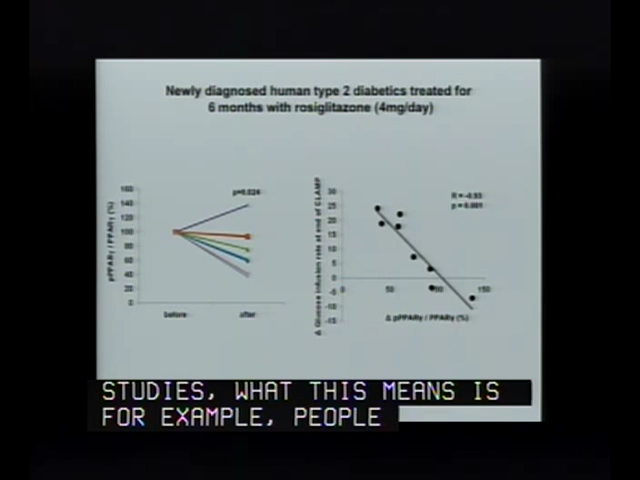 Newly diagnosed human type 2 diabetics treated for
6 months with rosiglitazone (4mg/day)
pPPARγ / PPARγ (%)
160
140
120
100
80
60
40
20
0
p=0.024
before
after
Δ Glucose infusion rate at end of CLAMP
30
25
20
15
10
5
0
-5
-10
-15
0
50
100
150
p = 0.001
Δ pPPARγ / PPARγ (%)
STUDIES, WHAT THIS MEANS IS
FOR EXAMPLE, PEOPLE